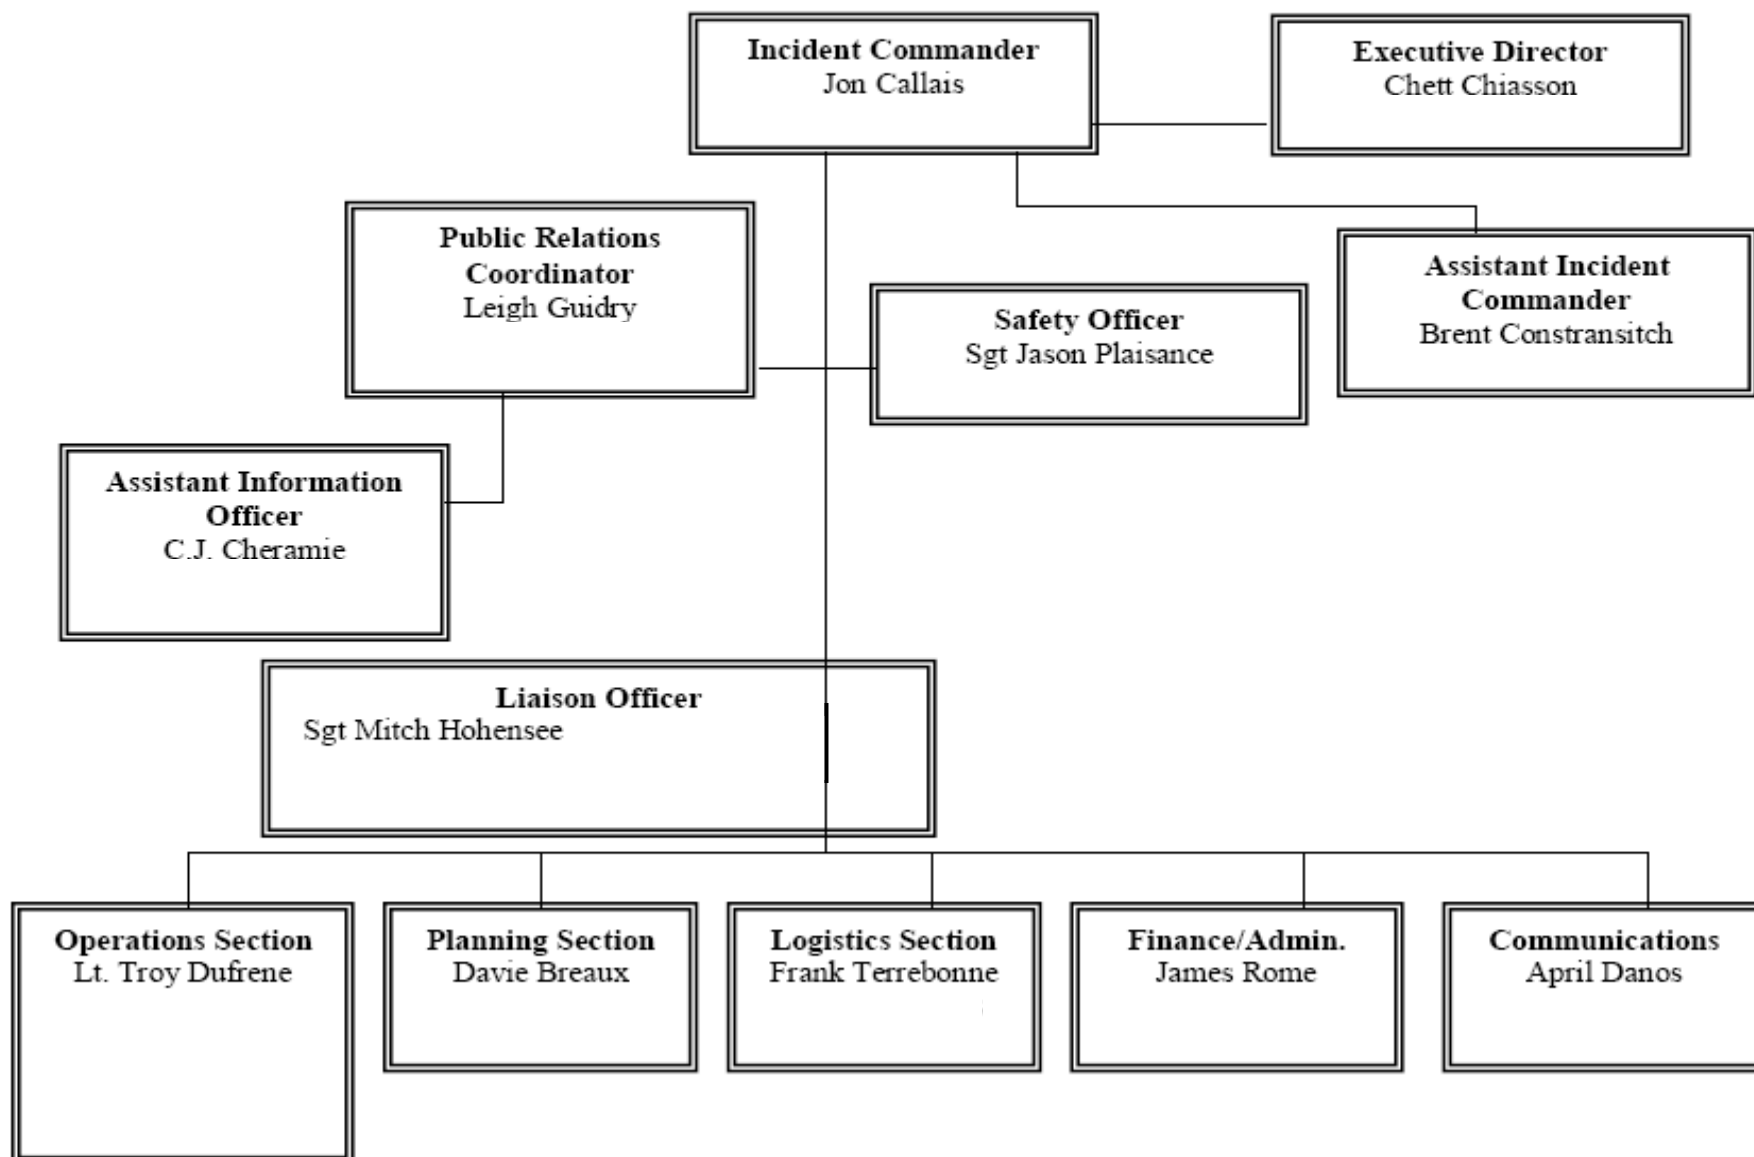 Incident Commander
Jon Callais
Executive Director
Chett Chiasson
Public Relations
Coordinator
Leigh Guidry
Assistant Incident
Commander
Brent Constransitch
Safety Officer
Sgt Jason Plaisance
Assistant Information
Officer
C.J. Cheramie
Liaison Officer
Sgt Mitch Hohensee
Operations Section
Lt. Troy Dufrene
Planning Section
Davie Breaux
Logistics Section
Frank Terrebonne
Finance/Admin.
James Rome
Communications
April Danos